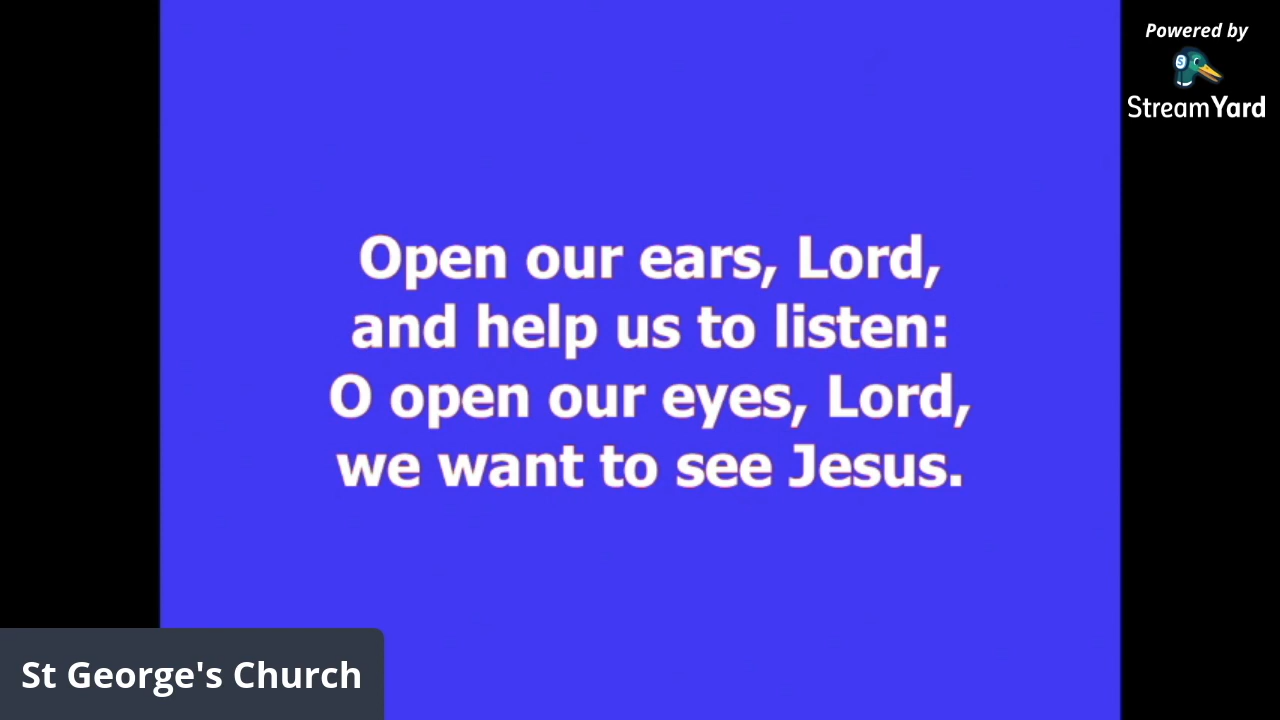 Powered by
StreamYard
Open our ears, Lord,
and help us to listen:
O open our eyes, Lord,
we want to see Jesus.
St George's Church